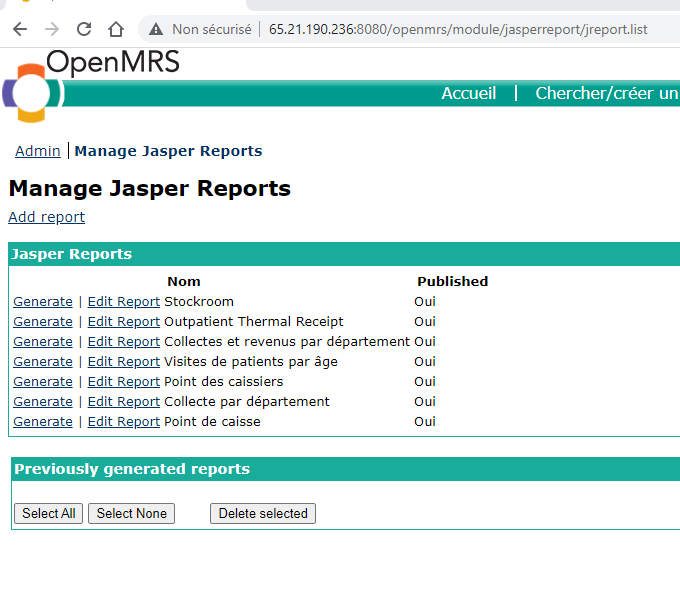 Non sécurisé | 65.21.190.236:8080/openmrs/module/jasperreport/jreport.list
OpenMRS
Accueil | Chercher/créer un
Admin | Manage Jasper Reports
Manage Jasper Reports
Add report
Jasper Reports
Nom Published
Generate | Edit Report Stockroom Oui
Generate | Edit Report Outpatient Thermal Receipt Oui
Generate | Edit Report Collectes et revenus par département Oui
Generate | Edit Report Visites de patients par âge Oui
Generate | Edit Report Point des caissiers Oui
Generate | Edit Report Collecte par département Oui
Generate | Edit Report Point de caisse Oui
Previously generated reports
Select All Select None Delete selected